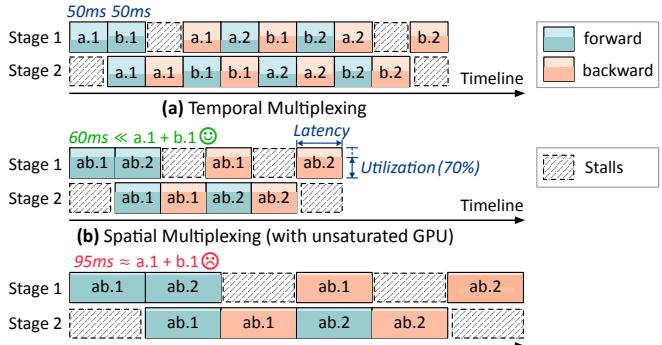 50ms 50ms
Stage 1 a.1 b.1 a.1 a.2 b.1 b.2 a.2 b.2
Stage 2 a.1 a.1 b.1 b.1 a.2 a.2 b.2 b.2
Timeline
forward
backward
(a) Temporal Multiplexing
60ms ≪ a.1 + b.1
Latency
Stage 1 ab.1 ab.2 ab.1 ab.2
Utilization (70%)
Stalls
Stage 2 ab.1 ab.1 ab.2 ab.2
Timeline
(b) Spatial Multiplexing (with unsaturated GPU)
95ms ≈ a.1 + b.1
Stage 1 ab.1 ab.2 ab.1 ab.2
Stage 2 ab.1 ab.1 ab.2 ab.2